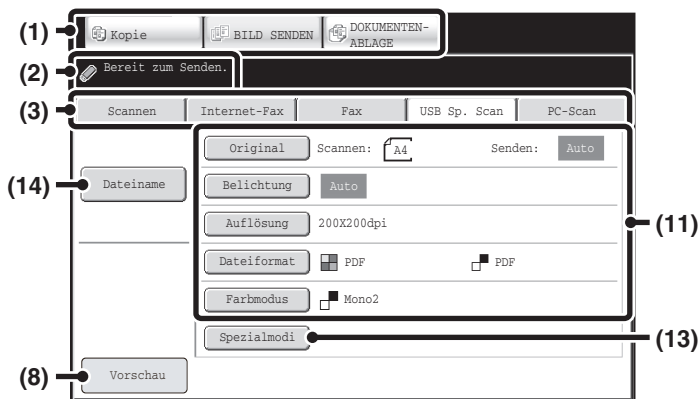 (1) Kopie BILD SENDEN DOKUMENTEN-
ABLAGE
(2) Bereit zum Senden.
(3) Scannen Internet-Fax Fax USB Sp. Scan PC-Scan
Original Scannen: A4 Senden: Auto
(14) Dateiname Belichtung Auto
Auflösung 200X200dpi (11)
Dateiformat PDF PDF
Farbmodus Mono2
Spezialmodi (13)
(8) Vorschau